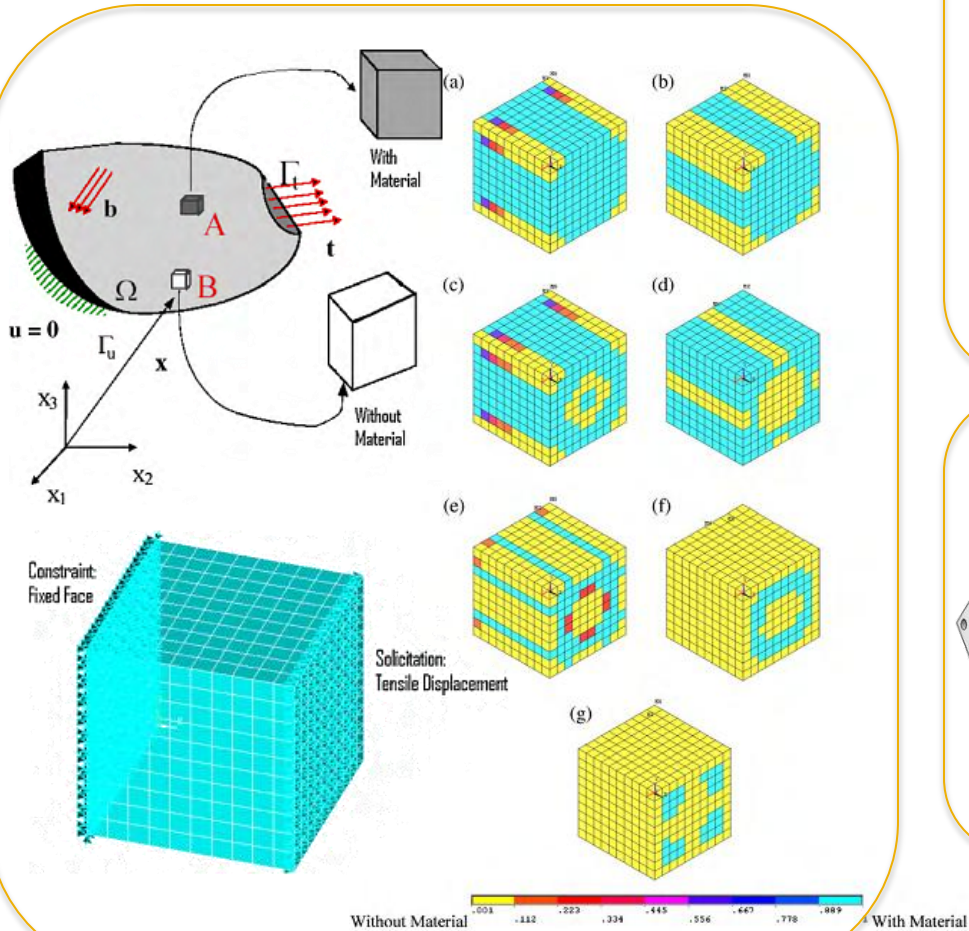 With
Material
Γt
b
A
t
B
Ω
u = 0
Γu
x
Without
Material
x3
x2
x1
Constraint:
Fixed Face
Solicitation:
Tensile Displacement
(a)
(b)
(c)
(d)
(e)
(f)
(g)
Without Material
.001
.112
.223
.334
.445
.556
.667
.778
.889
With Material